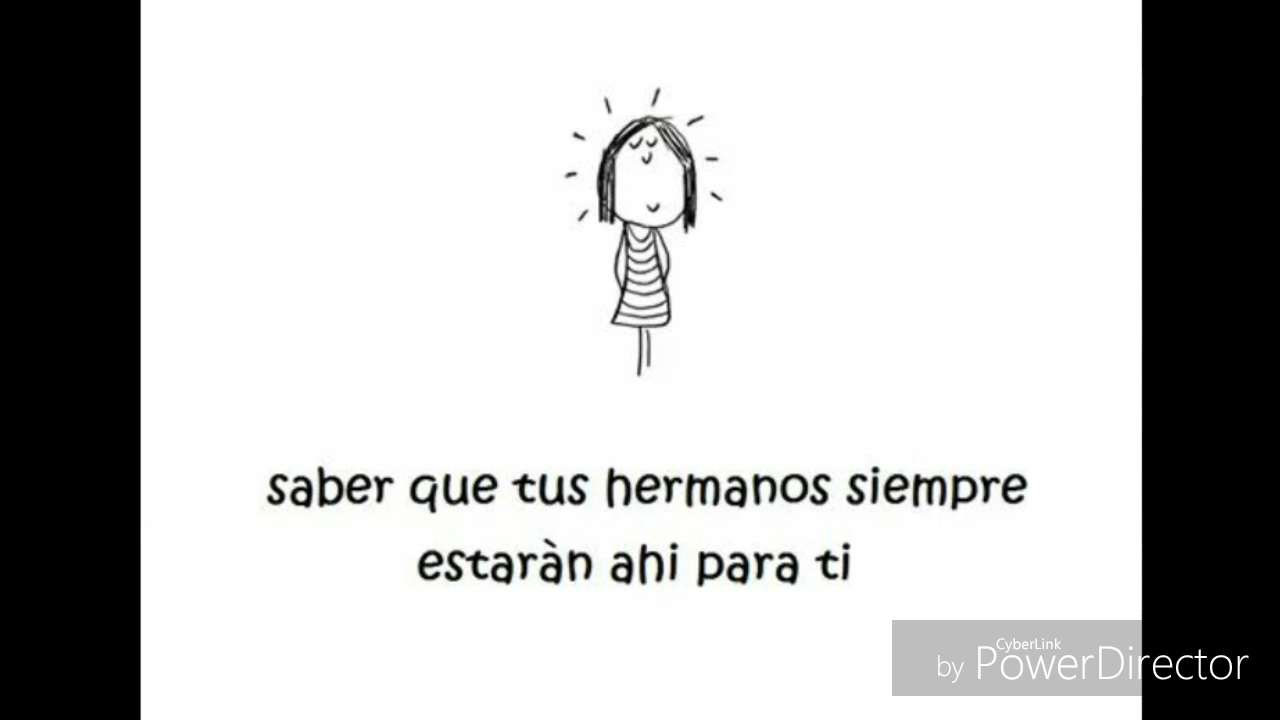 saber que tus hermanos siempre
estaràn ahi para ti
CyberLink
by PowerDirector